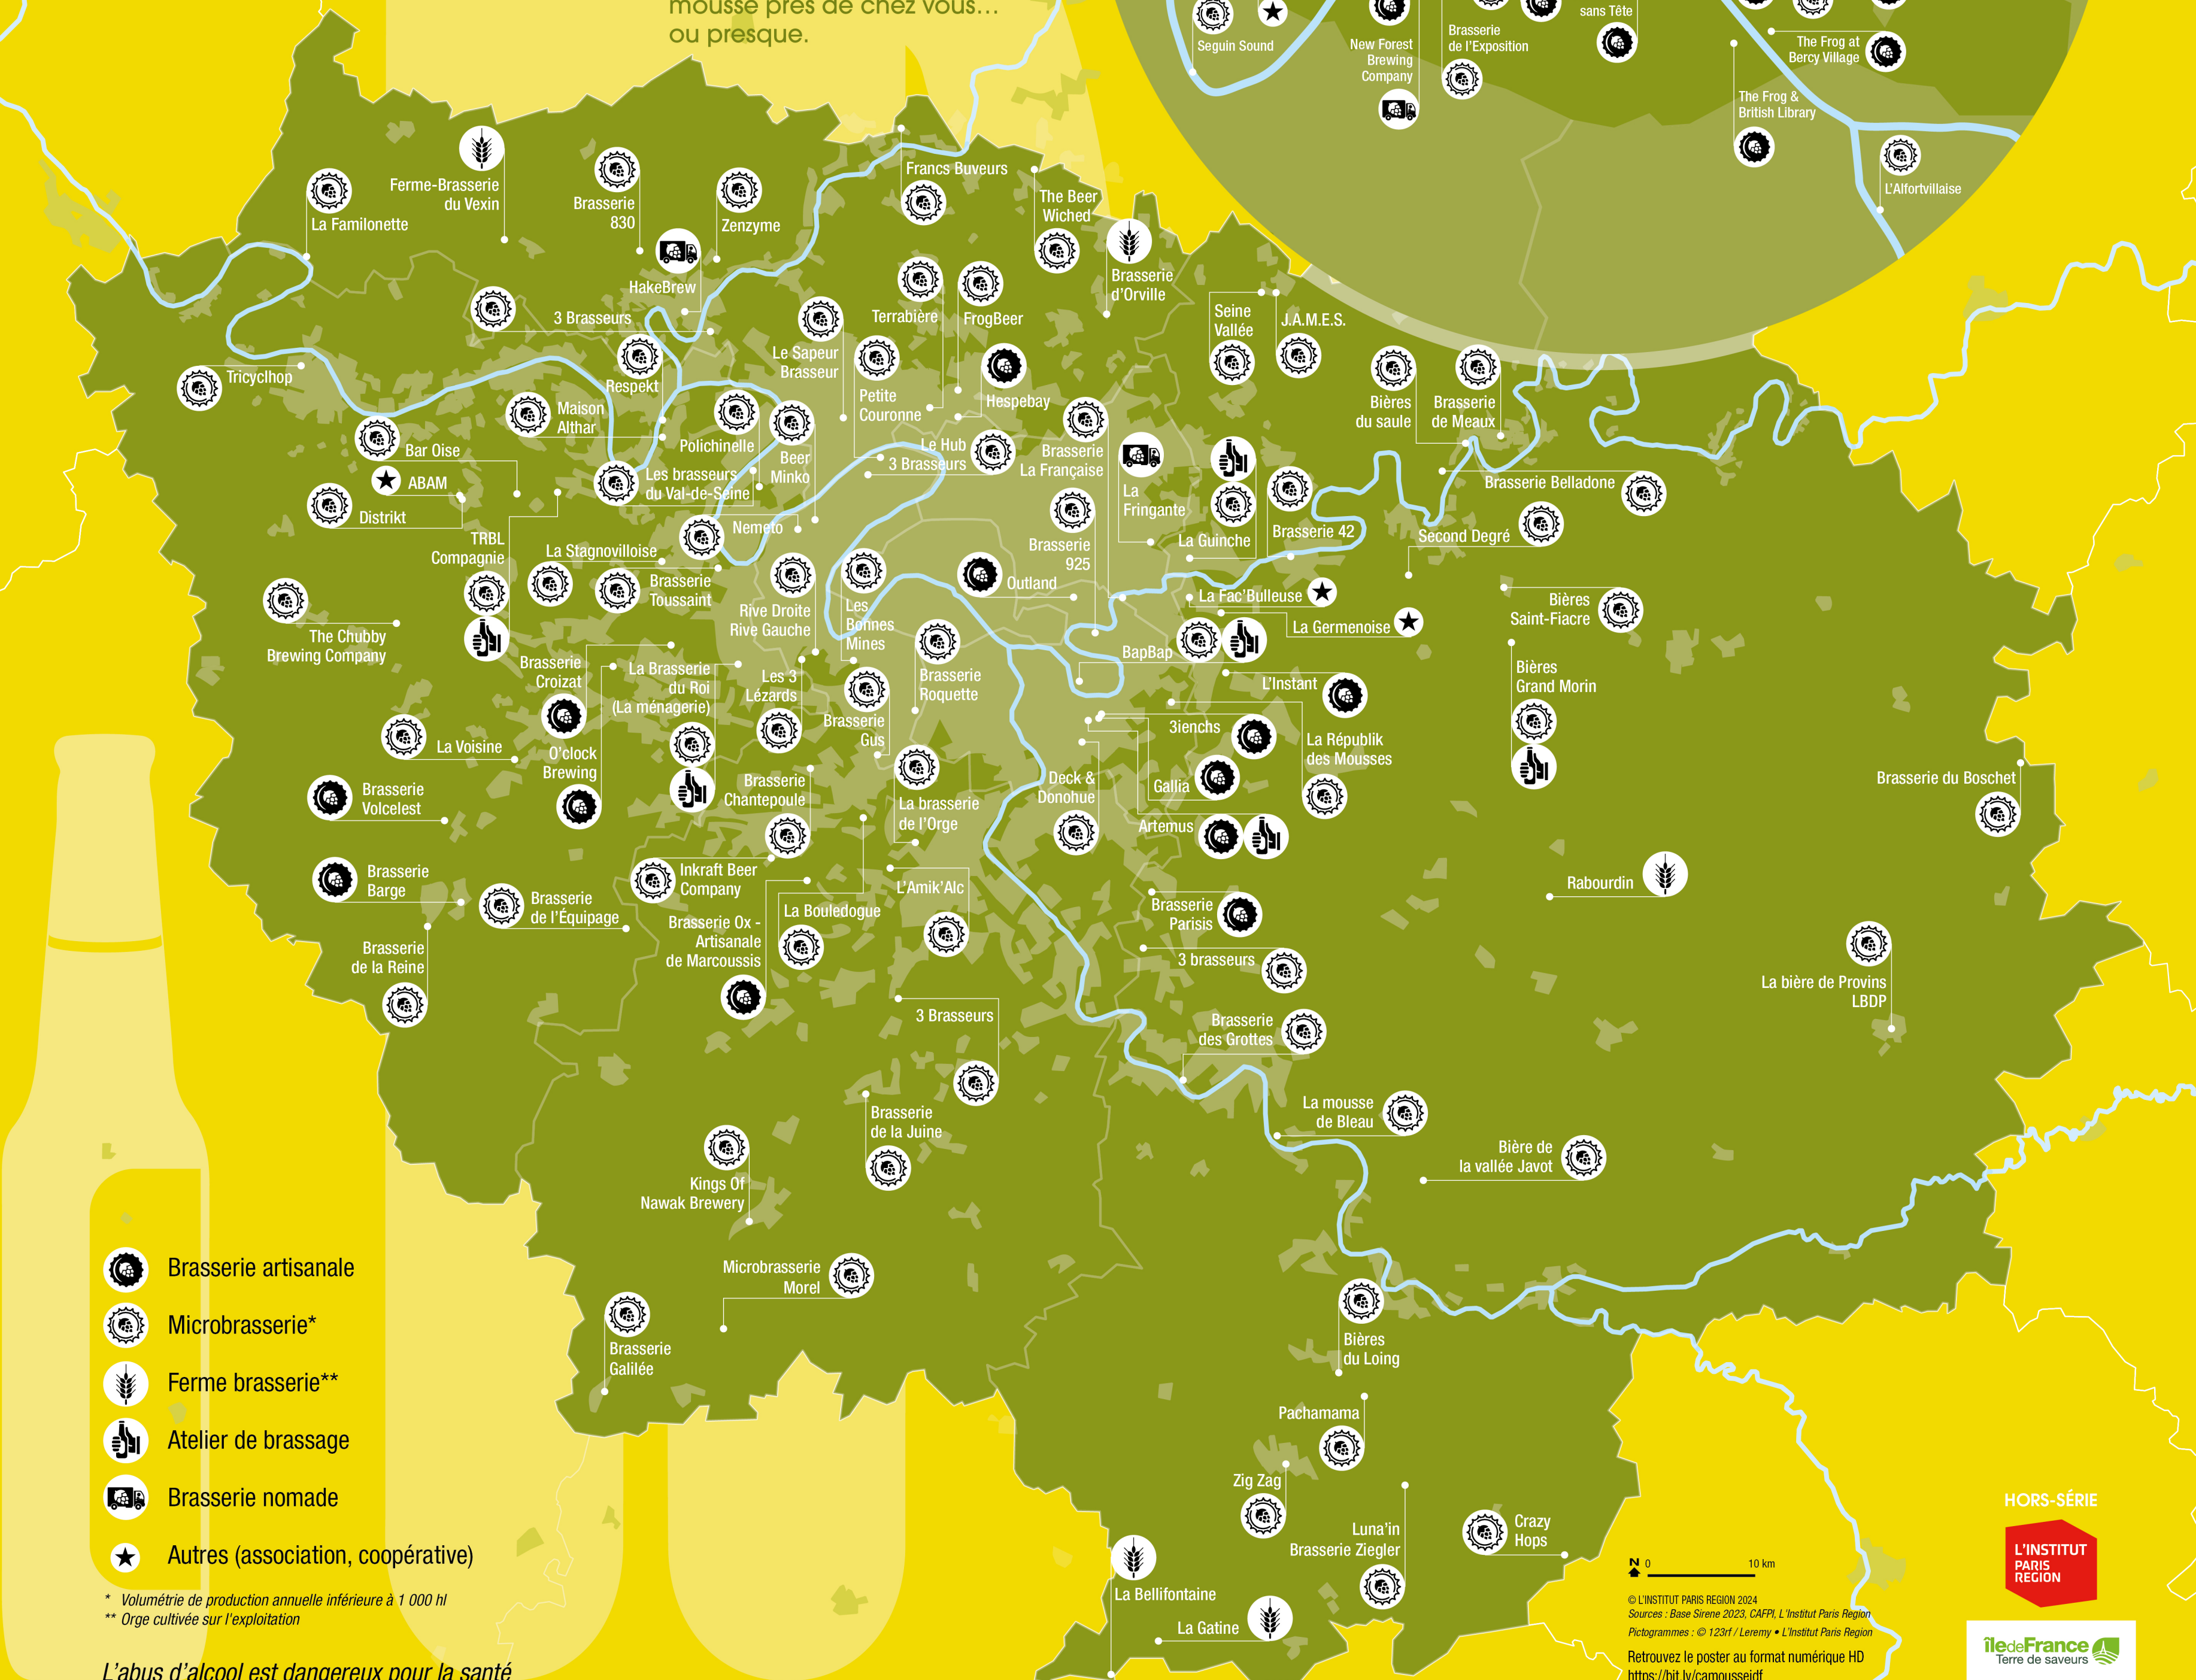 mousse près de chez vous...
ou presque.
Seguin Sound
New Forest
Brewing
Company
Brasserie
de l'Exposition
sans Tête
The Frog at
Bercy Village
The Frog &
British Library
L'Alfortvillaise
Ferme-Brasserie
du Vexin
La Familonette
Brasserie
830
Zenzyme
Francs Buveurs
The Beer
Wiched
Brasserie
d'Orville
HakeBrew
3 Brasseurs
Terrabière
FrogBeer
Seine
Vallée
J.A.M.E.S.
Le Sapeur
Brasseur
Tricyclhop
Respekt
Petite
Couronne
Hespebay
Maison
Althar
Polichinelle
Bières
du saule
Brasserie
de Meaux
Bar Oise
Beer
Minko
Le Hub
3 Brasseurs
Brasserie
La Française
ABAM
Les brasseurs
du Val-de-Seine
La
Fringante
Brasserie Belladone
Distrikt
Nemeto
La Guinche
Brasserie 42
Second Degré
TRBL
Compagnie
La Stagnovilloise
Brasserie
925
Brasserie
Toussaint
Outland
La Fac'Bulleuse
Rive Droite
Rive Gauche
Les
Bonnes
Mines
Bières
Saint-Fiacre
The Chubby
Brewing Company
La Germenoise
BapBap
Brasserie
Croizat
La Brasserie
du Roi
(La ménagerie)
Les 3
Lézards
Brasserie
Roquette
L'Instant
Bières
Grand Morin
Brasserie
Gus
3ienchs
La Voisine
La Républik
des Mousses
O'clock
Brewing
Brasserie
Chantepoule
Deck &
Donohue
Gallia
Brasserie du Boschet
Brasserie
Volcelest
La brasserie
de l'Orge
Artemus
Brasserie
Barge
Inkraft Beer
Company
L'Amik'Alc
Rabourdin
Brasserie
de l'Équipage
La Bouledogue
Brasserie
Parisis
Brasserie Ox -
Artisanale
de Marcoussis
Brasserie
de la Reine
3 brasseurs
La bière de Provins
LBDP
3 Brasseurs
Brasserie
des Grottes
La mousse
de Bleau
Brasserie
de la Juine
Bière de
la vallée Javot
Kings Of
Nawak Brewery
Microbrasserie
Morel
Brasserie
Galilée
Bières
du Loing
Pachamama
Zig Zag
Luna'in
Brasserie Ziegler
Crazy
Hops
La Bellifontaine
La Gatine
Brasserie artisanale
Microbrasserie*
Ferme brasserie**
Atelier de brassage
Brasserie nomade
Autres (association, coopérative)
* Volumétrie de production annuelle inférieure à 1 000 hl
** Orge cultivée sur l'exploitation
L'abus d'alcool est dangereux pour la santé
N 0 10 km
© L'INSTITUT PARIS REGION 2024
Sources : Base Sirene 2023, CAFPI, L'Institut Paris Region
Pictogrammes : © 123rf / Leremy • L'Institut Paris Region
Retrouvez le poster au format numérique HD
https://bit.ly/camousseidf
HORS-SÉRIE
L'INSTITUT
PARIS
REGION
îledeFrance
Terre de saveurs